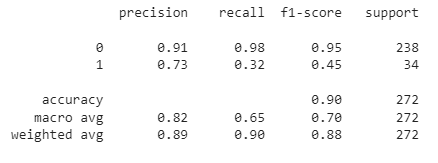 precision recall f1-score support
0 0.91 0.98 0.95 238
1 0.73 0.32 0.45 34
accuracy 0.90 272
macro avg 0.82 0.65 0.70 272
weighted avg 0.89 0.90 0.88 272